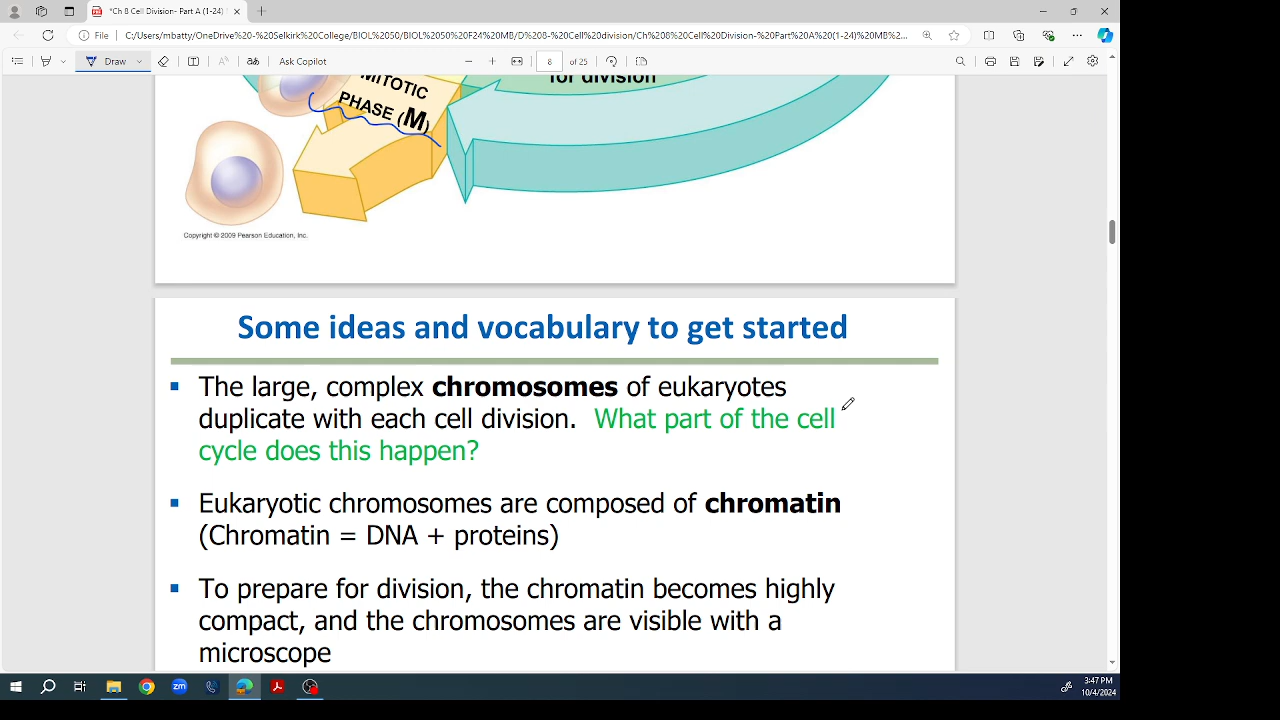 *Ch 8 Cell Division- Part A (1-24)
File
C:/Users/mbatty/OneDrive%20-%20Selkirk%20College/BIOL%2050/BIOL%2050%20F24%20MB/D%208-%20Cell%20division/Ch%208%20Cell%20Division-%20Part%20A%20(1-24)%20MB%2...
Draw
Ask Copilot
8
of 25
MITOTIC
PHASE (M)
for division
Copyright © 2009 Pearson Education, Inc.
Some ideas and vocabulary to get started
The large, complex chromosomes of eukaryotes
duplicate with each cell division. What part of the cell
cycle does this happen?
Eukaryotic chromosomes are composed of chromatin
(Chromatin = DNA + proteins)
To prepare for division, the chromatin becomes highly
compact, and the chromosomes are visible with a
microscope
3:47 PM
10/4/2024